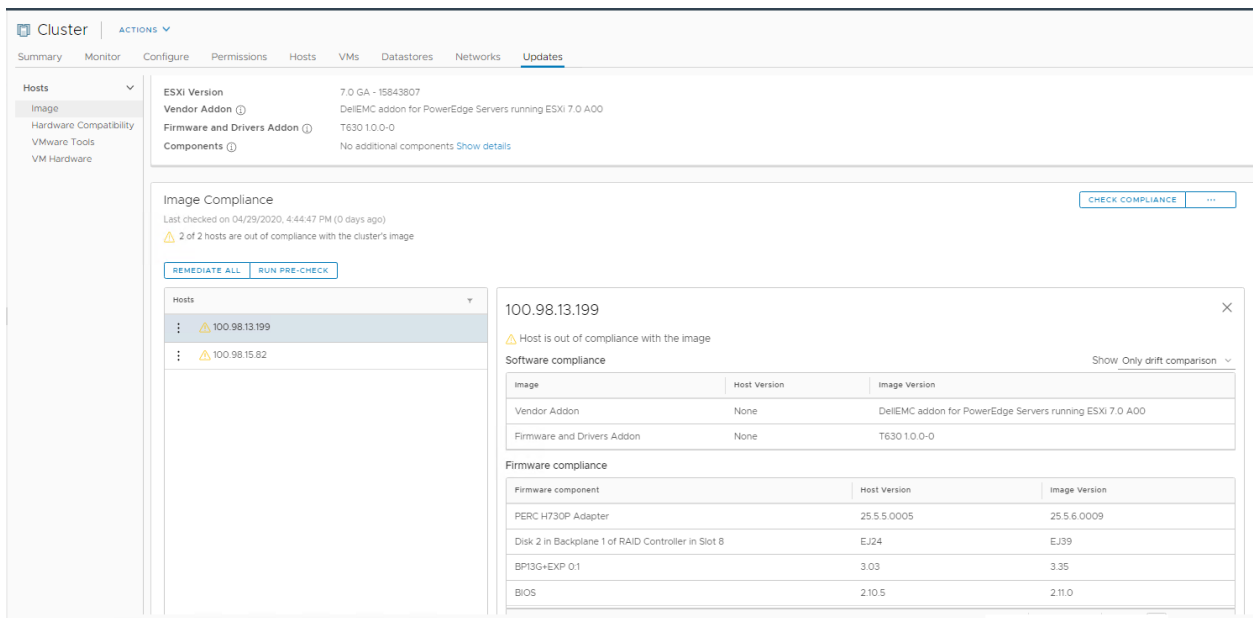 Cluster ACTIONS
Summary Monitor Configure Permissions Hosts VMs Datastores Networks Updates
Hosts
Image
Hardware Compatibility
VMware Tools
VM Hardware
ESXi Version 7.0 GA - 15843807
Vendor Addon DellEMC addon for PowerEdge Servers running ESXi 7.0 A00
Firmware and Drivers Addon T630 1.0.0-0
Components No additional components Show details
Image Compliance
CHECK COMPLIANCE ...
Last checked on 04/29/2020, 4:44:47 PM (0 days ago)
2 of 2 hosts are out of compliance with the cluster's image
REMEDIATE ALL RUN PRE-CHECK
Hosts
100.98.13.199
100.98.15.82
100.98.13.199
Host is out of compliance with the image
Software compliance Show Only drift comparison
Image Host Version Image Version
Vendor Addon None DellEMC addon for PowerEdge Servers running ESXi 7.0 A00
Firmware and Drivers Addon None T630 1.0.0-0
Firmware compliance
Firmware component Host Version Image Version
PERC H730P Adapter 25.5.5.0005 25.5.6.0009
Disk 2 in Backplane 1 of RAID Controller in Slot 8 EJ24 EJ39
BP13G+EXP 0:1 3.03 3.35
BIOS 2.10.5 2.11.0